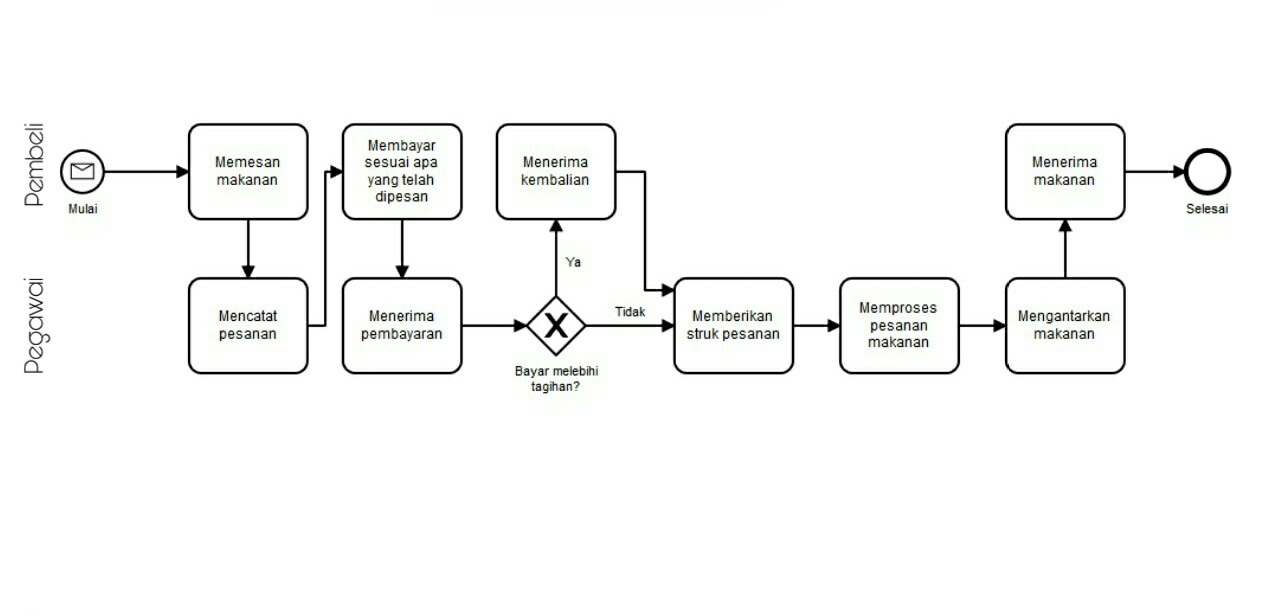 Pembeli
Mulai
Memesan
makanan
Membayar
sesuai apa
yang telah
dipesan
Menerima
kembalian
Menerima
makanan
Selesai
Ya
Pegawai
Mencatat
pesanan
Menerima
pembayaran
X
Bayar melebihi
tagihan?
Tidak
Memberikan
struk pesanan
Memproses
pesanan
makanan
Mengantarkan
makanan